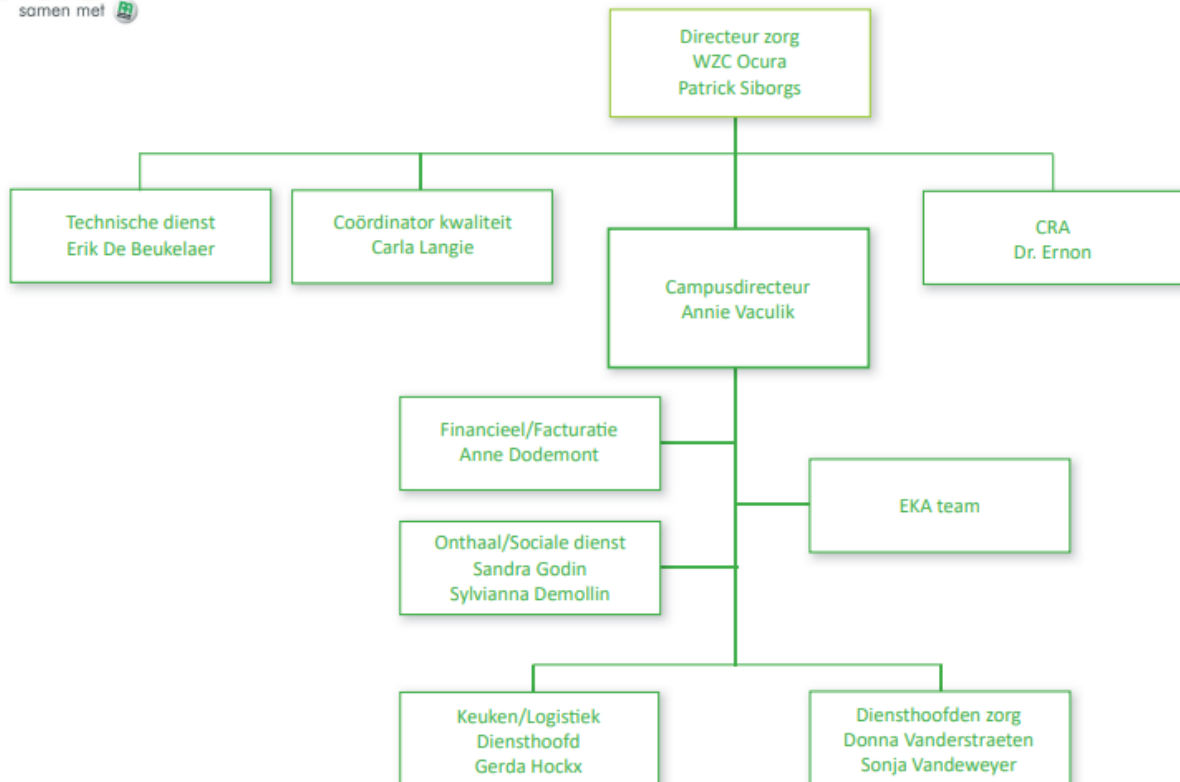 samen met
Directeur zorg
WZC Ocura
Patrick Siborgs
Technische dienst
Erik De Beukelaer
Coördinator kwaliteit
Carla Langie
CRA
Dr. Ernon
Campusdirecteur
Annie Vaculik
Financieel/Facturatie
Anne Dodemont
EKA team
Onthaal/Sociale dienst
Sandra Godin
Sylvianna Demollin
Keuken/Logistiek
Diensthoofd
Gerda Hockx
Diensthoofden zorg
Donna Vanderstraeten
Sonja Vandeweyer